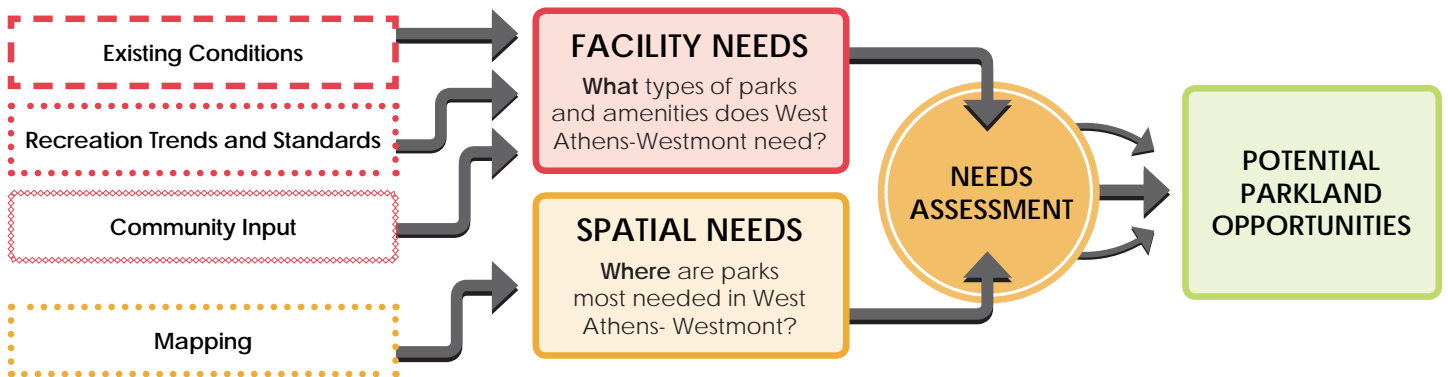 Existing Conditions
Recreation Trends and Standards
Community Input
Mapping
FACILITY NEEDS
What types of parks
and amenities does West
Athens-Westmont need?
SPATIAL NEEDS
Where are parks
most needed in West
Athens- Westmont?
NEEDS
ASSESSMENT
POTENTIAL
PARKLAND
OPPORTUNITIES